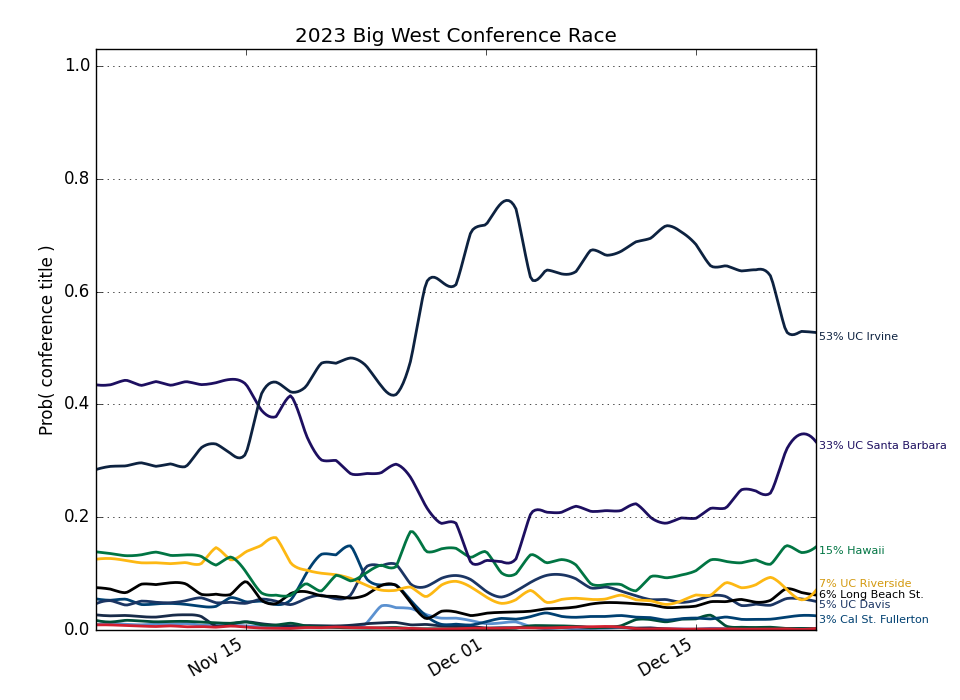 2023 Big West Conference Race
Prob( conference title )
1.0
0.8
0.6
0.4
0.2
0.0
Nov 15
Dec 01
Dec 15
53% UC Irvine
33% UC Santa Barbara
15% Hawaii
7% UC Riverside
6% Long Beach St.
5% UC Davis
3% Cal St. Fullerton